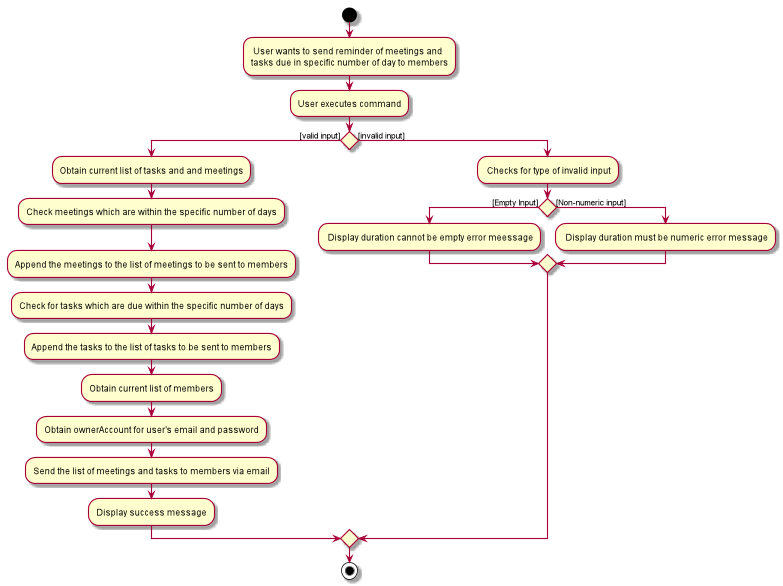 User wants to send reminder of meetings and
tasks due in specific number of day to members
User executes command
[valid input]
[invalid input]
Obtain current list of tasks and and meetings
Check meetings which are within the specific number of days
Append the meetings to the list of meetings to be sent to members
Check for tasks which are due within the specific number of days
Append the tasks to the list of tasks to be sent to members
Obtain current list of members
Obtain ownerAccount for user's email and password
Send the list of meetings and tasks to members via email
Display success message
Checks for type of invalid input
[Empty Input]
[Non-numeric input]
Display duration cannot be empty error meessage
Display duration must be numeric error message